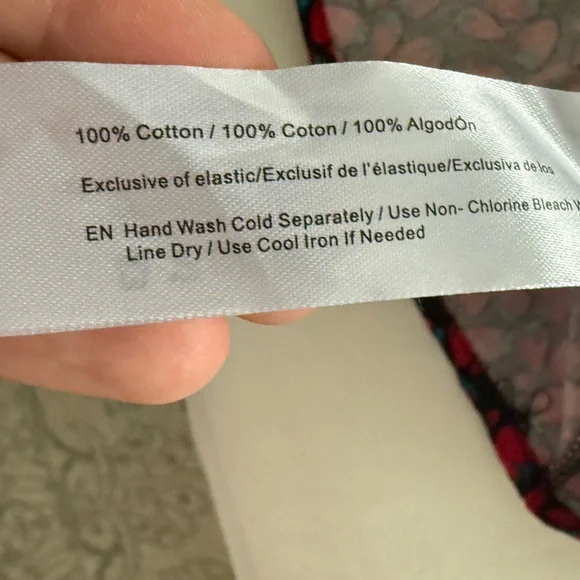 100% Cotton / 100% Coton / 100% AlgodÓn
Exclusive of elastic/Exclusif de l'élastique/Exclusiva de los
EN Hand Wash Cold Separately / Use Non- Chlorine Bleach
Line Dry / Use Cool Iron If Needed